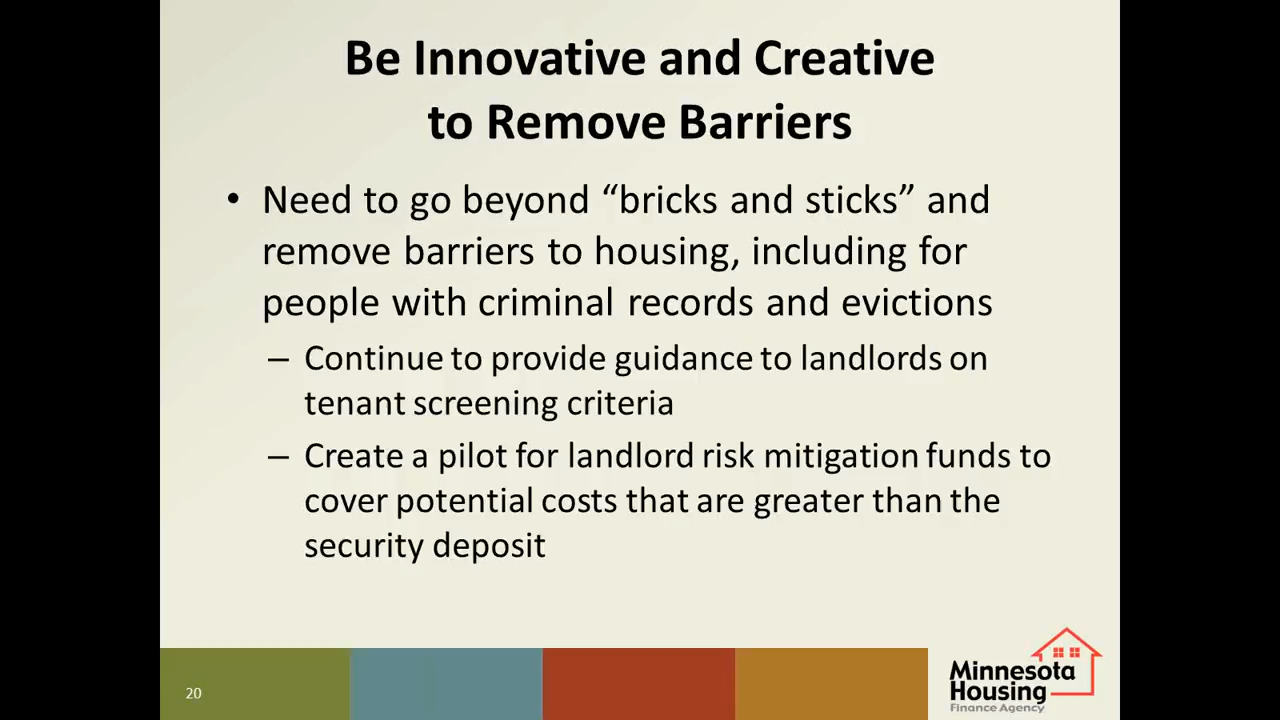 Be Innovative and Creative
to Remove Barriers
• Need to go beyond “bricks and sticks” and
remove barriers to housing, including for
people with criminal records and evictions
– Continue to provide guidance to landlords on
tenant screening criteria
– Create a pilot for landlord risk mitigation funds to
cover potential costs that are greater than the
security deposit
20
Minnesota
Housing
Finance Agency